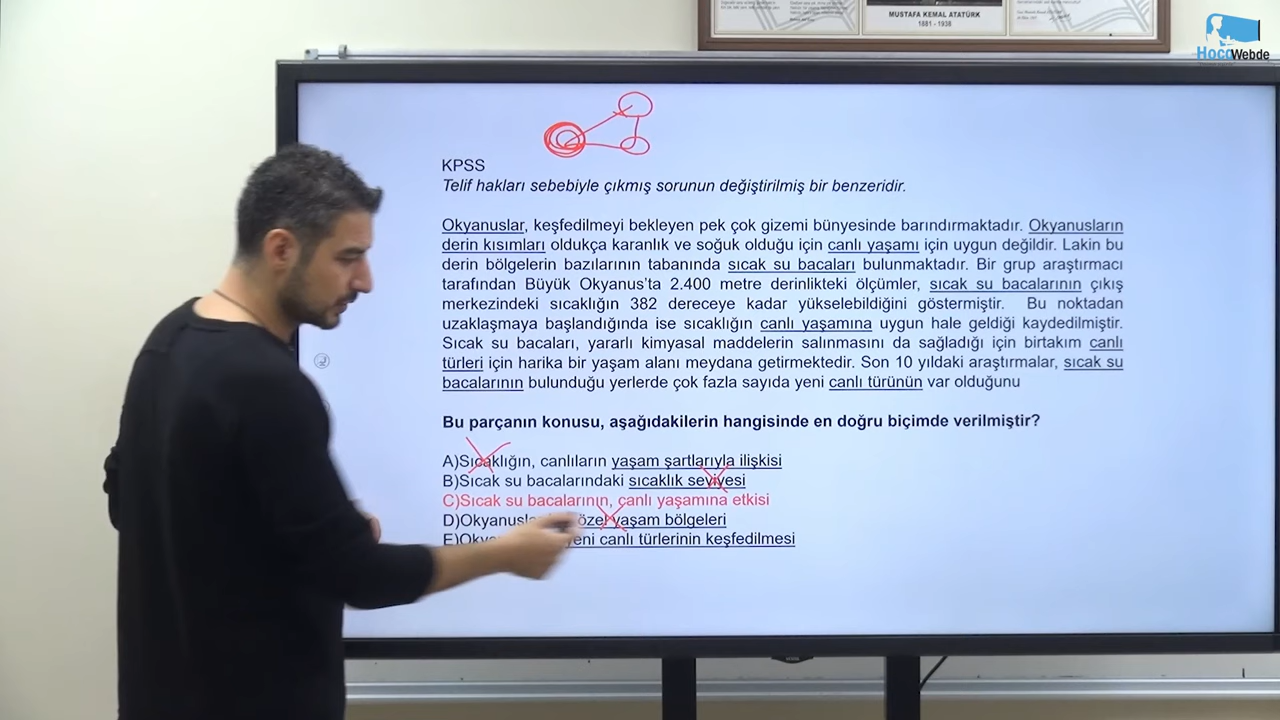 MUSTAFA KEMAL ATATÜRK
1881 - 1938
HocaWebde
KPSS
Telif hakları sebebiyle çıkmış sorunun değiştirilmiş bir benzeridir.
Okyanuslar, keşfedilmeyi bekleyen pek çok gizemi bünyesinde barındırmaktadır. Okyanusların
derin kısımları oldukça karanlık ve soğuk olduğu için canlı yaşamı için uygun değildir. Lakin bu
derin bölgelerin bazılarının tabanında sıcak su bacaları bulunmaktadır. Bir grup araştırmacı
tarafından Büyük Okyanus'ta 2.400 metre derinlikteki ölçümler, sıcak su bacalarının çıkış
merkezindeki sıcaklığın 382 dereceye kadar yükselebildiğini göstermiştir. Bu noktadan
uzaklaşmaya başlandığında ise sıcaklığın canlı yaşamına uygun hale geldiği kaydedilmiştir.
Sıcak su bacaları, yararlı kimyasal maddelerin salınmasını da sağladığı için birtakım canlı
türleri için harika bir yaşam alanı meydana getirmektedir. Son 10 yıldaki araştırmalar, sıcak su
bacalarının bulunduğu yerlerde çok fazla sayıda yeni canlı türünün var olduğunu
Bu parçanın konusu, aşağıdakilerin hangisinde en doğru biçimde verilmiştir?
A)Sıcaklığın, canlıların yaşam şartlarıyla ilişkisi
B)Sıcak su bacalarındaki sıcaklık seviyesi
C)Sıcak su bacalarının, canlı yaşamına etkisi
D)Okyanusla özel yaşam bölgeleri
E)Okya yeni canlı türlerinin keşfedilmesi